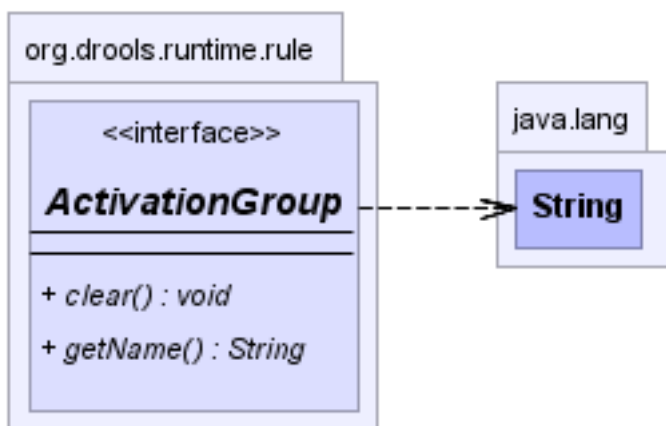 org.drools.runtime.rule
<<interface>>
ActivationGroup
+ clear() : void
+ getName() : String
java.lang
String